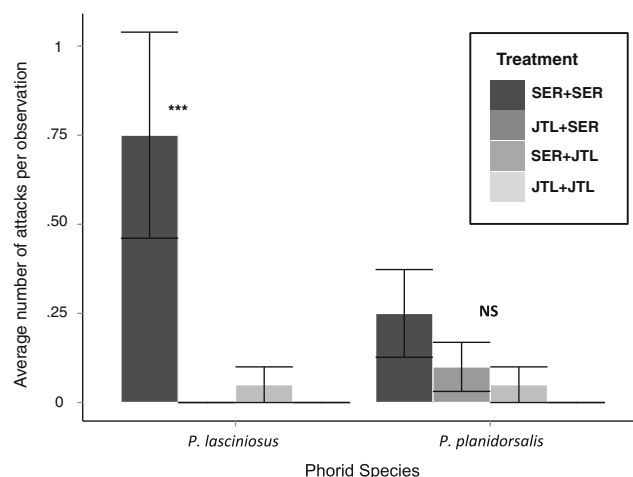 Average number of attacks per observation
1
.75
.50
.25
0
***
NS
Treatment
SER+SER
JTL+SER
SER+JTL
JTL+JTL
P. lasciniosus
P. planidorsalis
Phorid Species